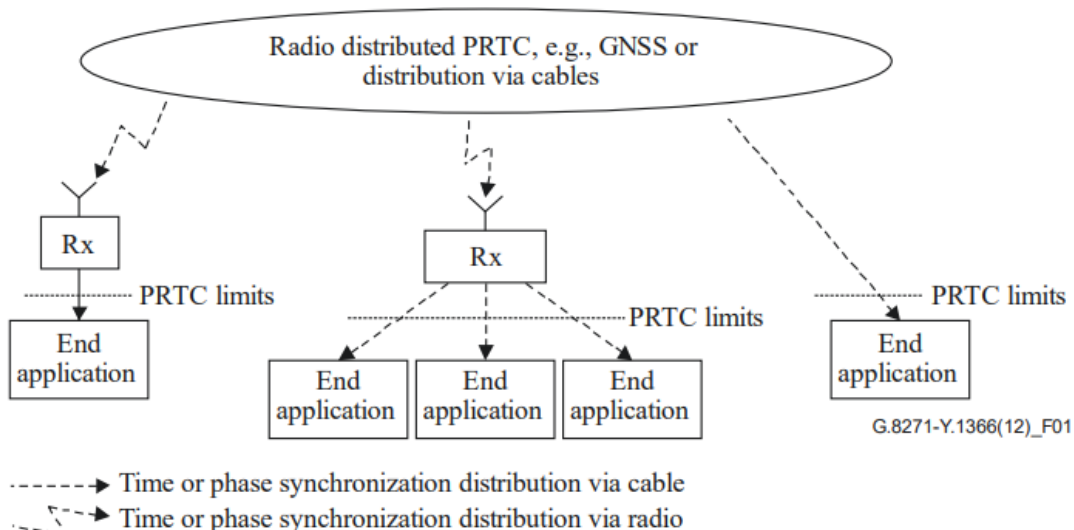 Radio distributed PRTC, e.g., GNSS or
distribution via cables
Rx
Rx
PRTC limits
PRTC limits
PRTC limits
End
application
End
application
End
application
End
application
End
application
G.8271-Y.1366(12)_F01
Time or phase synchronization distribution via cable
Time or phase synchronization distribution via radio